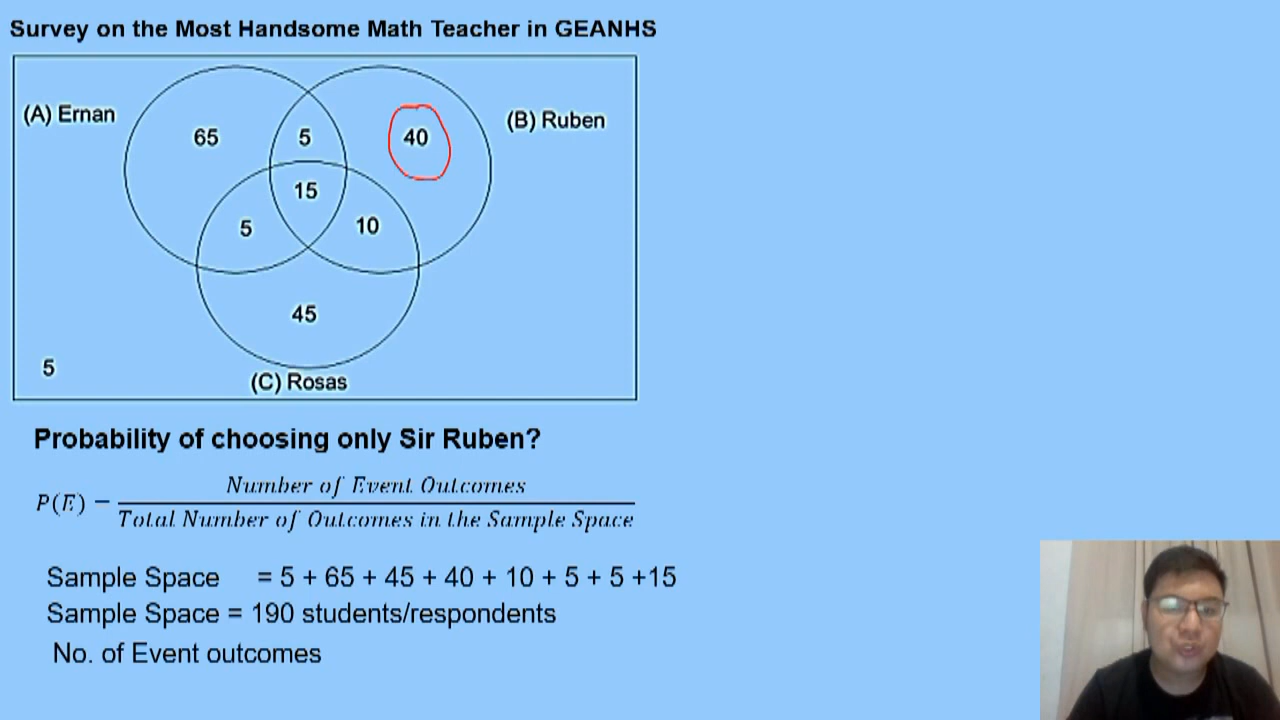 Survey on the Most Handsome Math Teacher in GEANHS
(A) Ernan
(B) Ruben
65
5
40
15
5
10
45
5
(C) Rosas
Probability of choosing only Sir Ruben?
P(E) = Number of Event Outcomes
Total Number of Outcomes in the Sample Space
Sample Space = 5 + 65 + 45 + 40 + 10 + 5 + 5 +15
Sample Space = 190 students/respondents
No. of Event outcomes